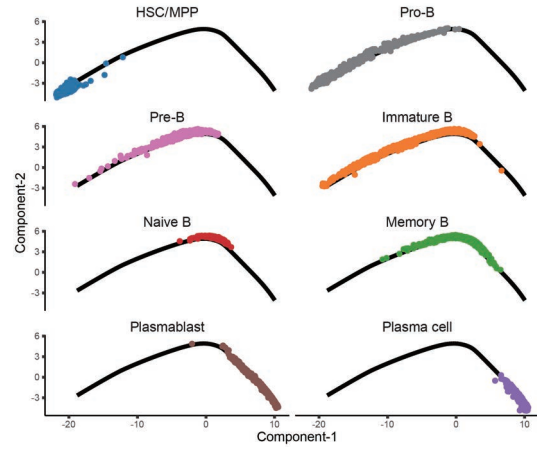 HSC/MPP
Pro-B
6
3
0
-3
Pre-B
Immature B
6
3
0
-3
Component-2
Naive B
Memory B
6
3
0
-3
Plasmablast
Plasma cell
6
3
0
-3
-20
-10
0
10
-20
-10
0
10
Component-1